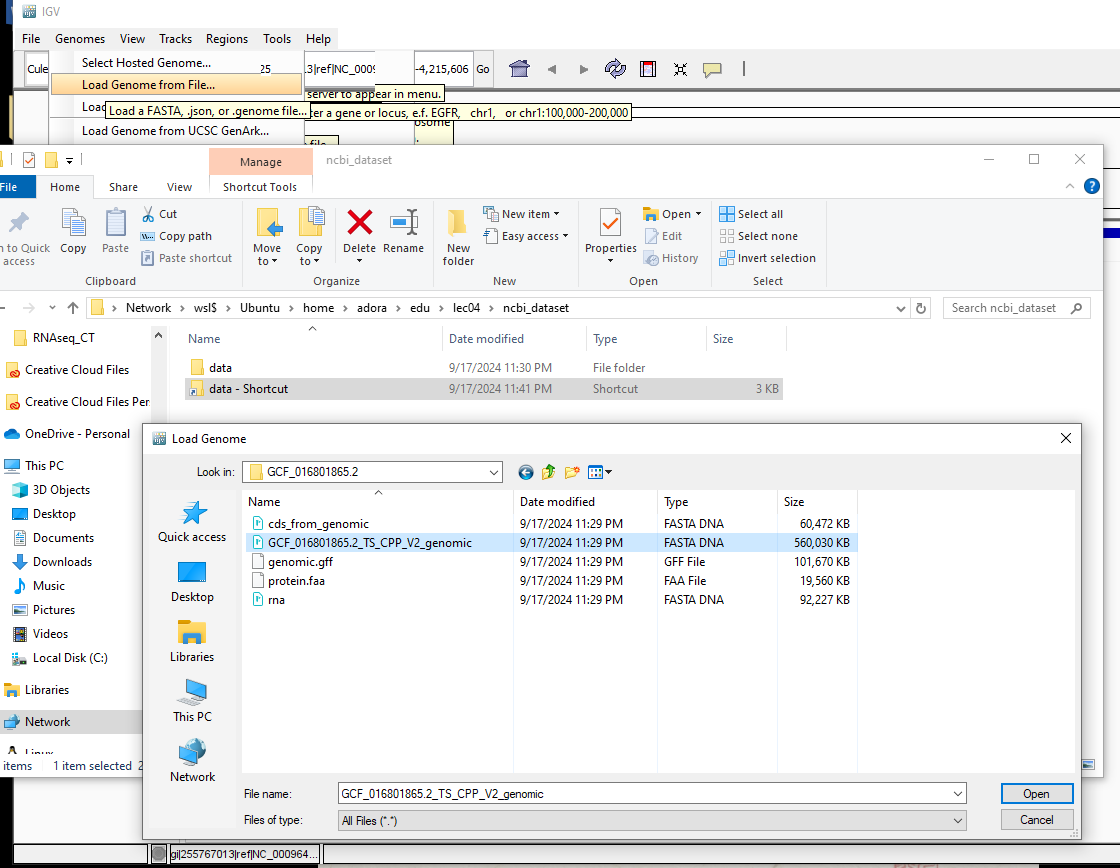 IGV
File Genomes View Tracks Regions Tools Help
Cule 25 13|ref|NC_0009 -4,215,606 Go
Select Hosted Genome...
Load Genome from File...
server to appear in menu.
Load
Load a FASTA, .json, or .genome file...
ter a gene or locus, e.f. EGFR, chr1, or chr1:100,000-200,000
Load Genome from UCSC GenArk...
file
Manage ncbi_dataset
File Home Share View Shortcut Tools
n to Quick access
Copy
Paste
Cut
Copy path
Paste shortcut
Clipboard
Move to
Copy to
Delete
Rename
Organize
New folder
New item
Easy access
New
Properties
Open
Edit
History
Open
Select all
Select none
Invert selection
Select
Network wsl$ Ubuntu home adora edu lec04 ncbi_dataset
Search ncbi_dataset
Name Date modified Type Size
data 9/17/2024 11:30 PM File folder
data - Shortcut 9/17/2024 11:41 PM Shortcut 3 KB
RNAseq_CT
Creative Cloud Files
Creative Cloud Files Per
OneDrive - Personal
This PC
3D Objects
Desktop
Documents
Downloads
Music
Pictures
Videos
Local Disk (C:)
Libraries
Network
Linux
items 1 item selected 2
Load Genome
Look in: GCF_016801865.2
Quick access
Desktop
Libraries
This PC
Network
Name Date modified Type Size
cds_from_genomic 9/17/2024 11:29 PM FASTA DNA 60,472 KB
GCF_016801865.2_TS_CPP_V2_genomic 9/17/2024 11:29 PM FASTA DNA 560,030 KB
genomic.gff 9/17/2024 11:29 PM GFF File 101,670 KB
protein.faa 9/17/2024 11:29 PM FAA File 19,560 KB
rna 9/17/2024 11:29 PM FASTA DNA 92,227 KB
File name: GCF_016801865.2_TS_CPP_V2_genomic Open
Files of type: All Files (*.*) Cancel
gi|255767013|ref|NC_000964...